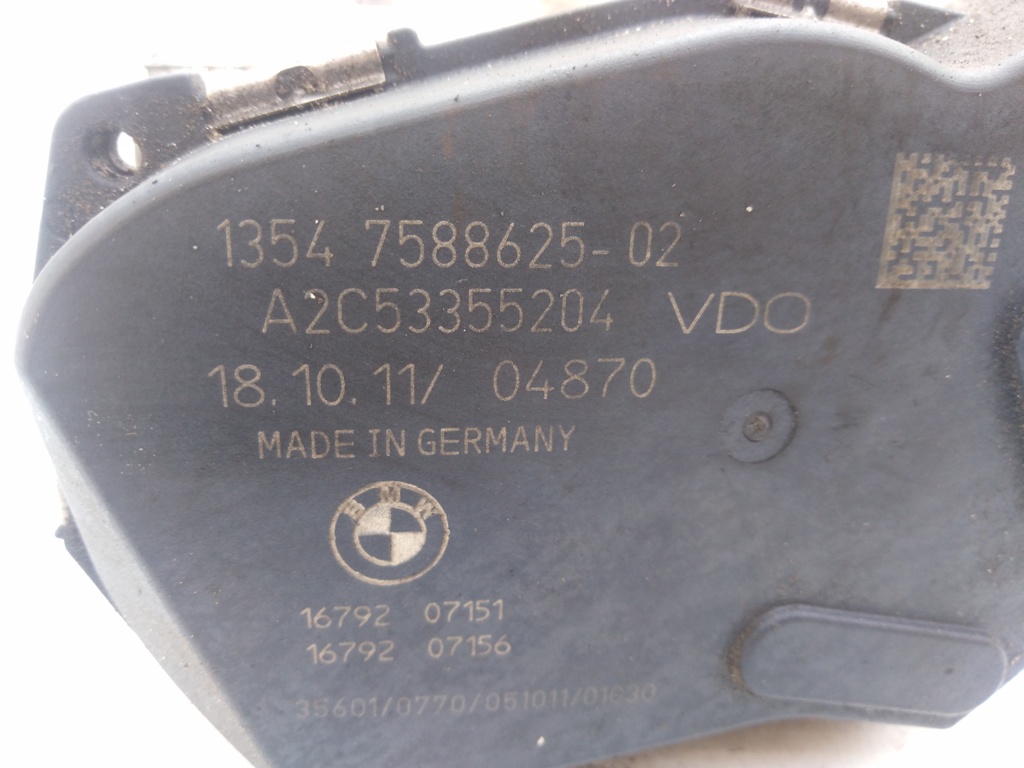 1354 7588625-02
A2C53355204 VDO
18.10.11/ 04870
MADE IN GERMANY
BMW
16792 07151
16792 07156
35601/0770/051011/01030